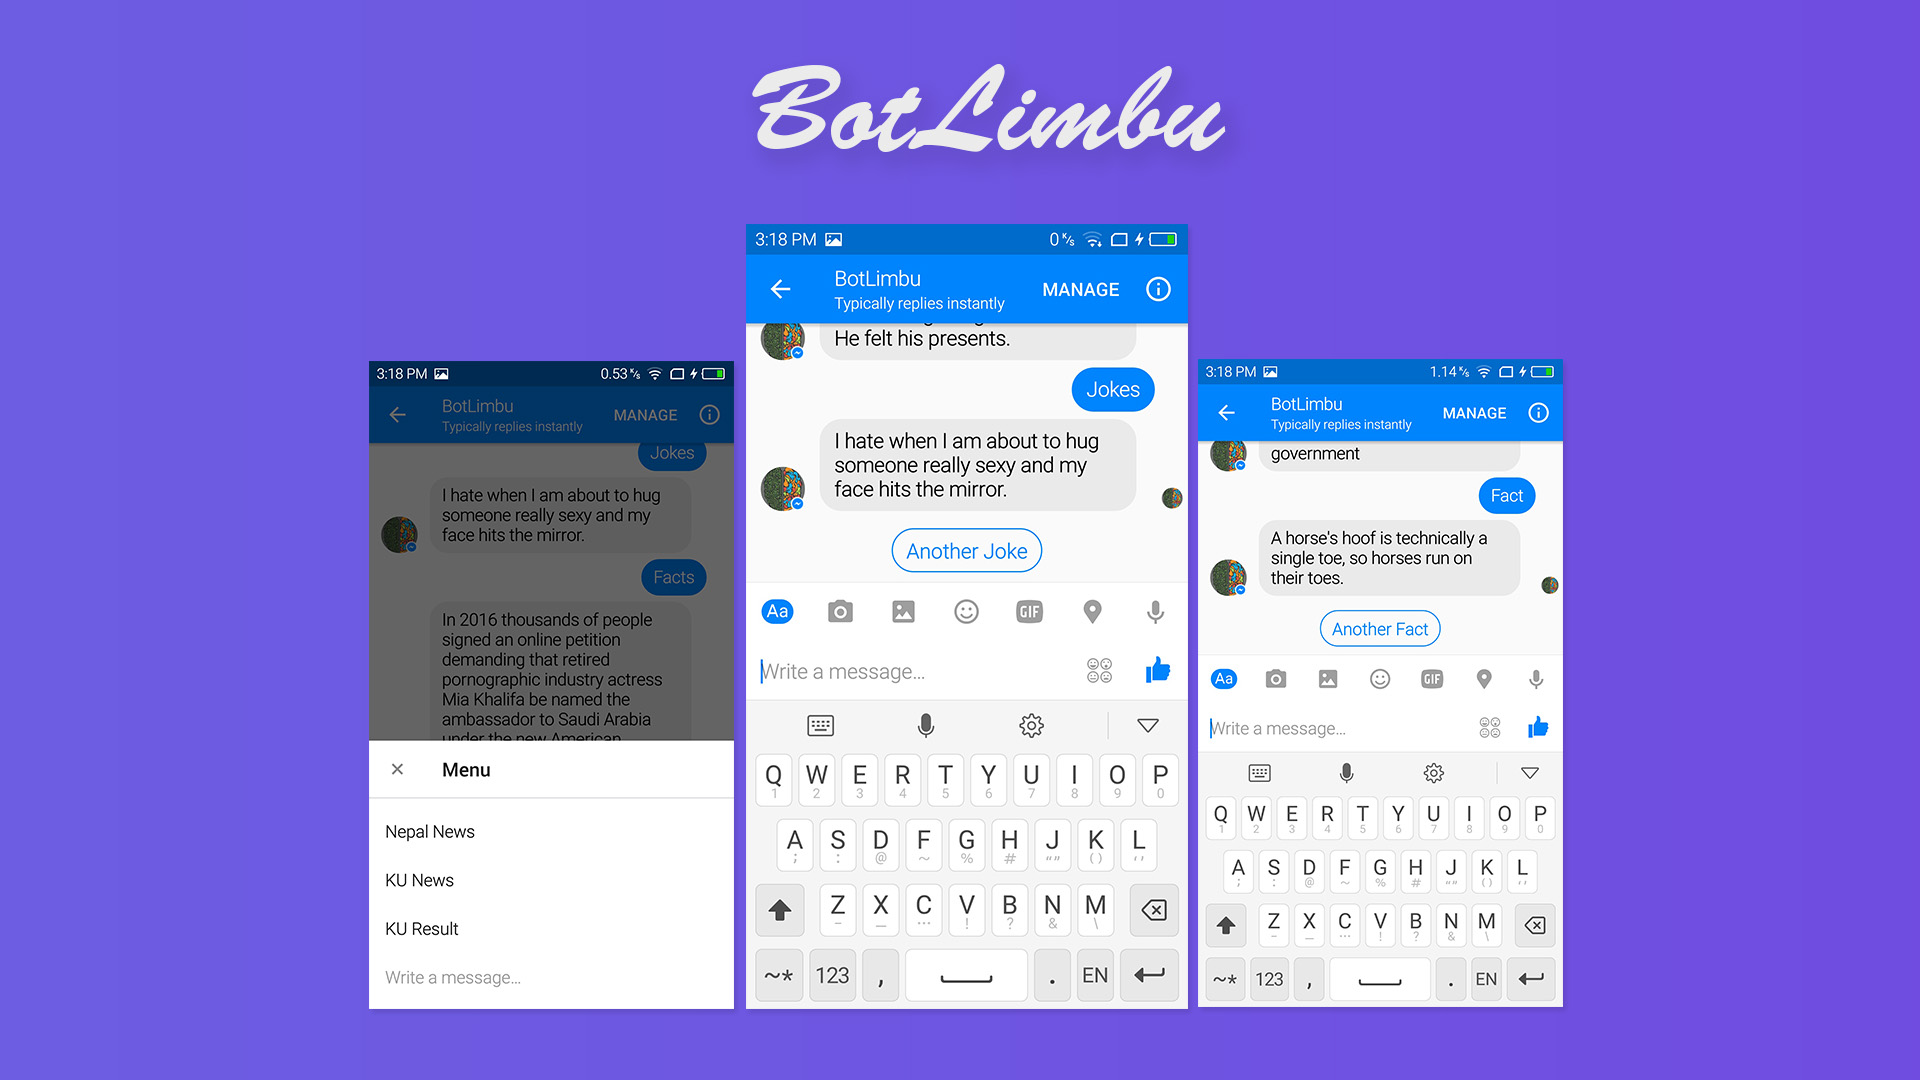 BotLimbu
3:18 PM
0.53 K/s
BotLimbu
Typically replies instantly
MANAGE
Jokes
I hate when I am about to hug
someone really sexy and my
face hits the mirror.
Facts
In 2016 thousands of people
signed an online petition
demanding that retired
pornographic industry actress
Mia Khalifa be named the
ambassador to Saudi Arabia
under the new American
Menu
Nepal News
KU News
KU Result
Write a message...
3:18 PM
0 K/s
BotLimbu
Typically replies instantly
MANAGE
He felt his presents.
Jokes
I hate when I am about to hug
someone really sexy and my
face hits the mirror.
Another Joke
Aa
GIF
Write a message...
Q W E R T Y U I O P
1 2 3 4 5 6 7 8 9 0
A S D F G H J K L
; : @ ~ % # “” () ‘’
Z X C V B N M
– _ ... ! ? & \
~* 123 , . EN
3:18 PM
1.14 K/s
BotLimbu
Typically replies instantly
MANAGE
government
Fact
A horse's hoof is technically a
single toe, so horses run on
their toes.
Another Fact
Aa
GIF
Write a message...
Q W E R T Y U I O P
1 2 3 4 5 6 7 8 9 0
A S D F G H J K L
; : @ ~ % # “” () ‘’
Z X C V B N M
– _ ... ! ? & \
~* 123 , . EN